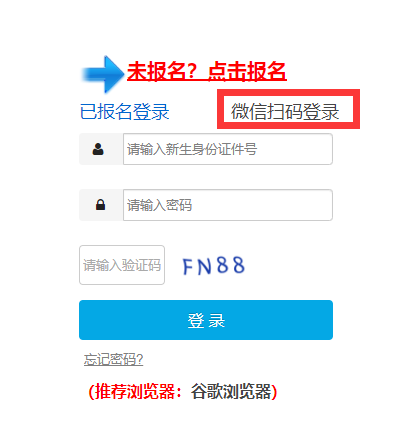 未报名？点击报名
已报名登录 微信扫码登录
请输入新生身份证件号
请输入密码
请输入验证码 FN88
登 录
忘记密码?
（推荐浏览器：谷歌浏览器）